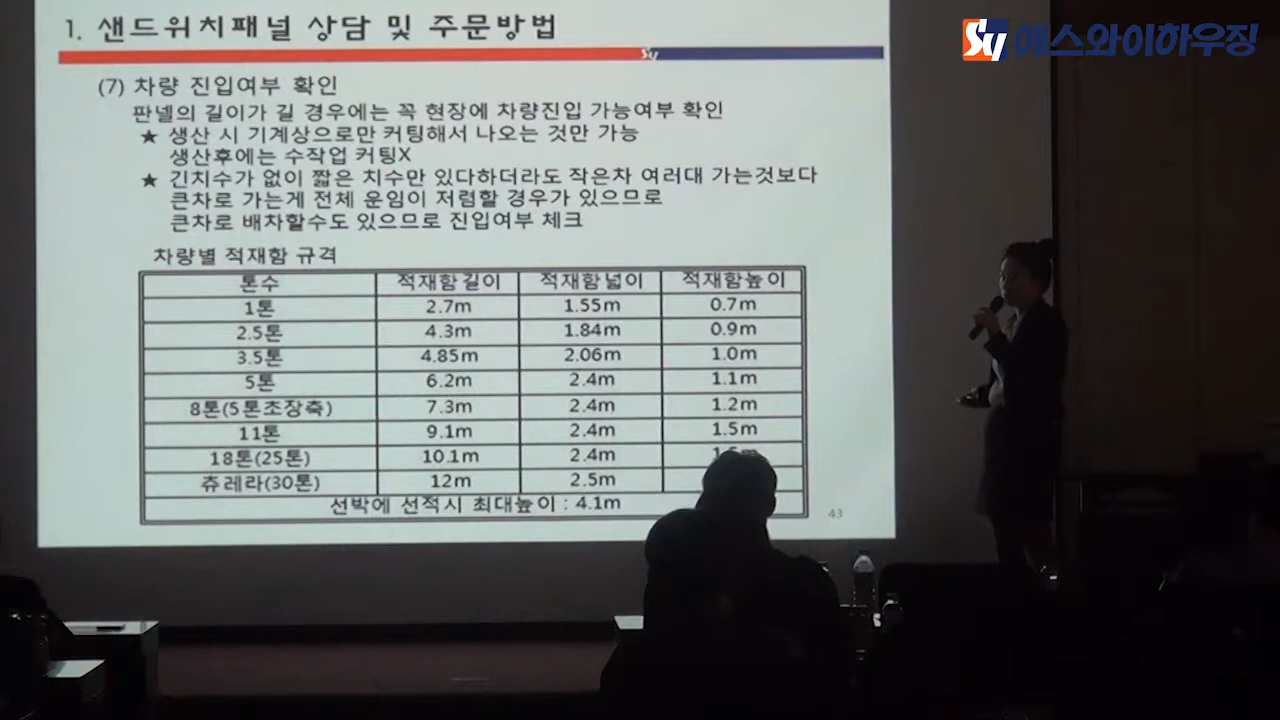 1. 샌드위치패널 상담 및 주문방법
SY
SY 에스와이하우징
(7) 차량 진입여부 확인
판넬의 길이가 길 경우에는 꼭 현장에 차량진입 가능여부 확인
★ 생산 시 기계상으로만 커팅해서 나오는 것만 가능
생산후에는 수작업 커팅X
★ 긴치수가 없이 짧은 치수만 있다하더라도 작은차 여러대 가는것보다
큰차로 가는게 전체 운임이 저렴할 경우가 있으므로
큰차로 배차할수도 있으므로 진입여부 체크
차량별 적재함 규격
톤수 적재함길이 적재함넓이 적재함높이
1톤 2.7m 1.55m 0.7m
2.5톤 4.3m 1.84m 0.9m
3.5톤 4.85m 2.06m 1.0m
5톤 6.2m 2.4m 1.1m
8톤(5톤초장축) 7.3m 2.4m 1.2m
11톤 9.1m 2.4m 1.5m
18톤(25톤) 10.1m 2.4m
츄레라(30톤) 12m 2.5m
선박에 선적시 최대높이 : 4.1m
43